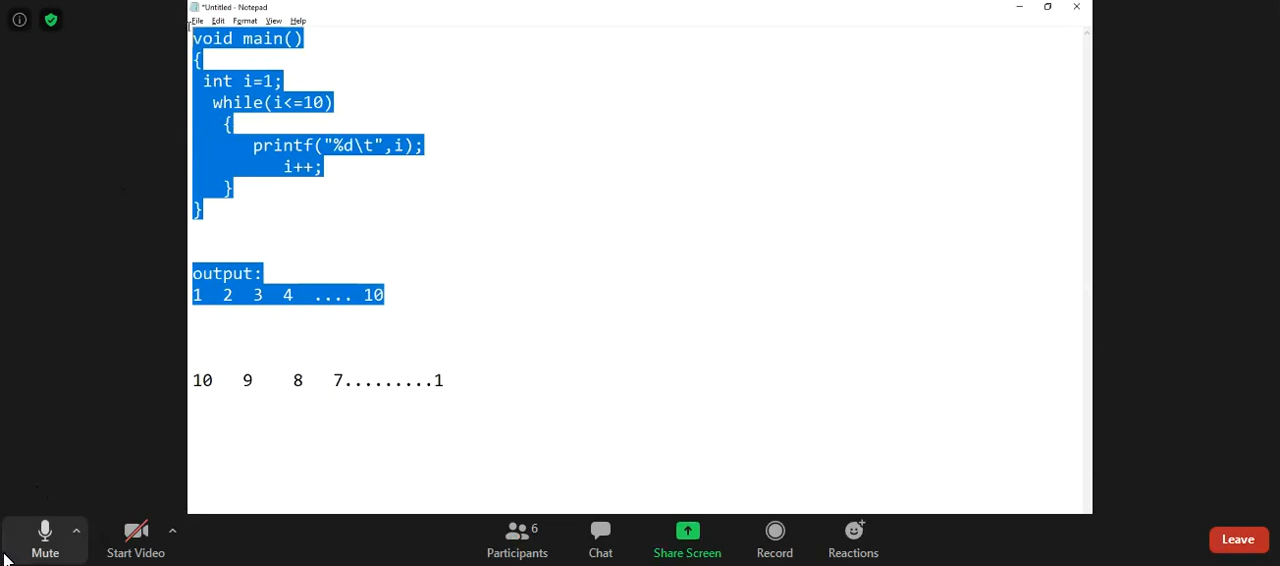 *Untitled - Notepad
File Edit Format View Help
void main()
{
int i=1;
while(i<=10)
{
printf("%d\t",i);
i++;
}
}
output:
1 2 3 4 .... 10
10 9 8 7.........1
Mute
Start Video
Participants
6
Chat
Share Screen
Record
Reactions
Leave